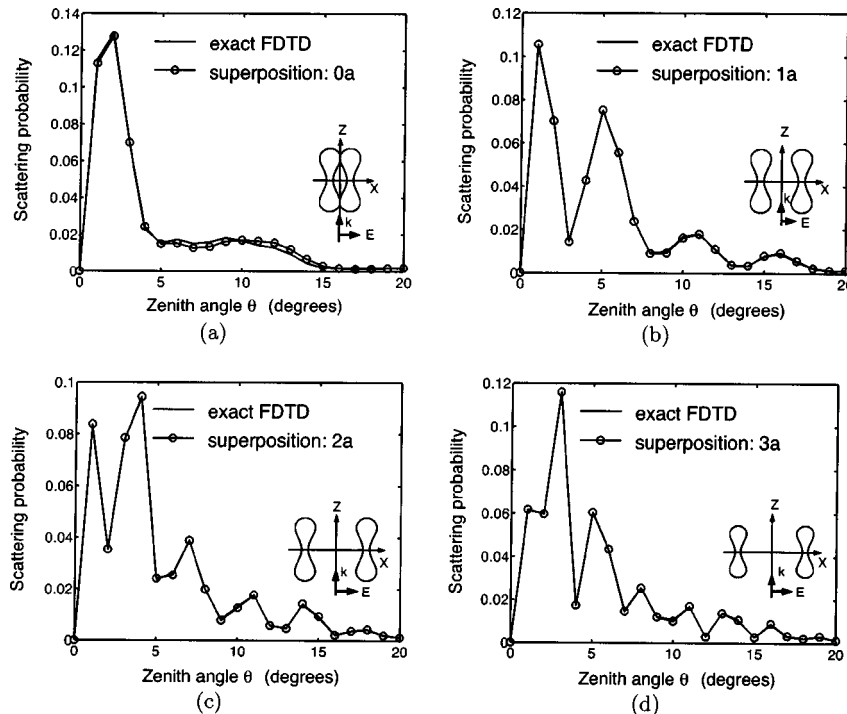 0.14
0.12
0.1
0.08
0.06
0.04
0.02
0
0 5 10 15 20
Scattering probability
exact FDTD
superposition: 0a
Z
X
k
E
Zenith angle θ (degrees)
(a)
0.12
0.1
0.08
0.06
0.04
0.02
0
0 5 10 15 20
Scattering probability
exact FDTD
superposition: 1a
Z
X
k
E
Zenith angle θ (degrees)
(b)
0.1
0.08
0.06
0.04
0.02
0
0 5 10 15 20
Scattering probability
exact FDTD
superposition: 2a
Z
X
k
E
Zenith angle θ (degrees)
(c)
0.12
0.1
0.08
0.06
0.04
0.02
0
0 5 10 15 20
Scattering probability
exact FDTD
superposition: 3a
Z
X
k
E
Zenith angle θ (degrees)
(d)